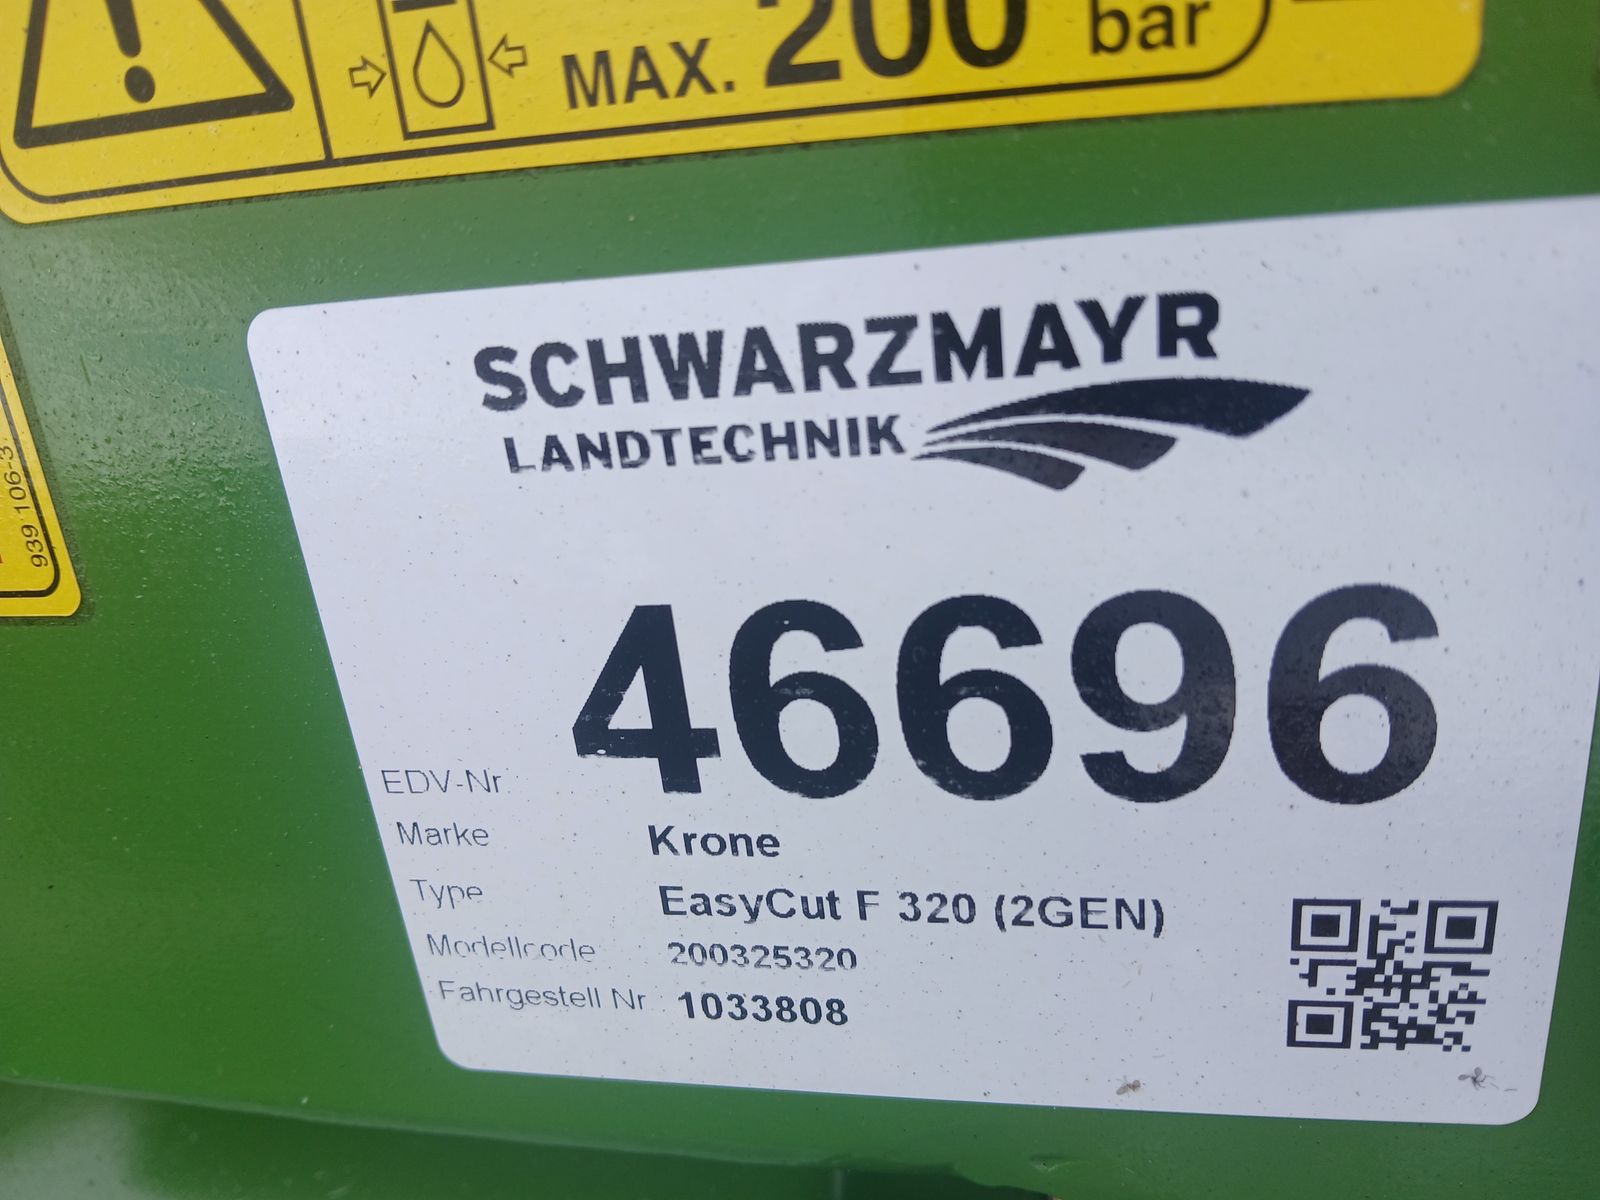 MAX. 200 bar
939 106-3
SCHWARZMAYR
LANDTECHNIK
EDV-Nr. 46696
Marke Krone
Type EasyCut F 320 (2GEN)
Modellcode 200325320
Fahrgestell Nr 1033808